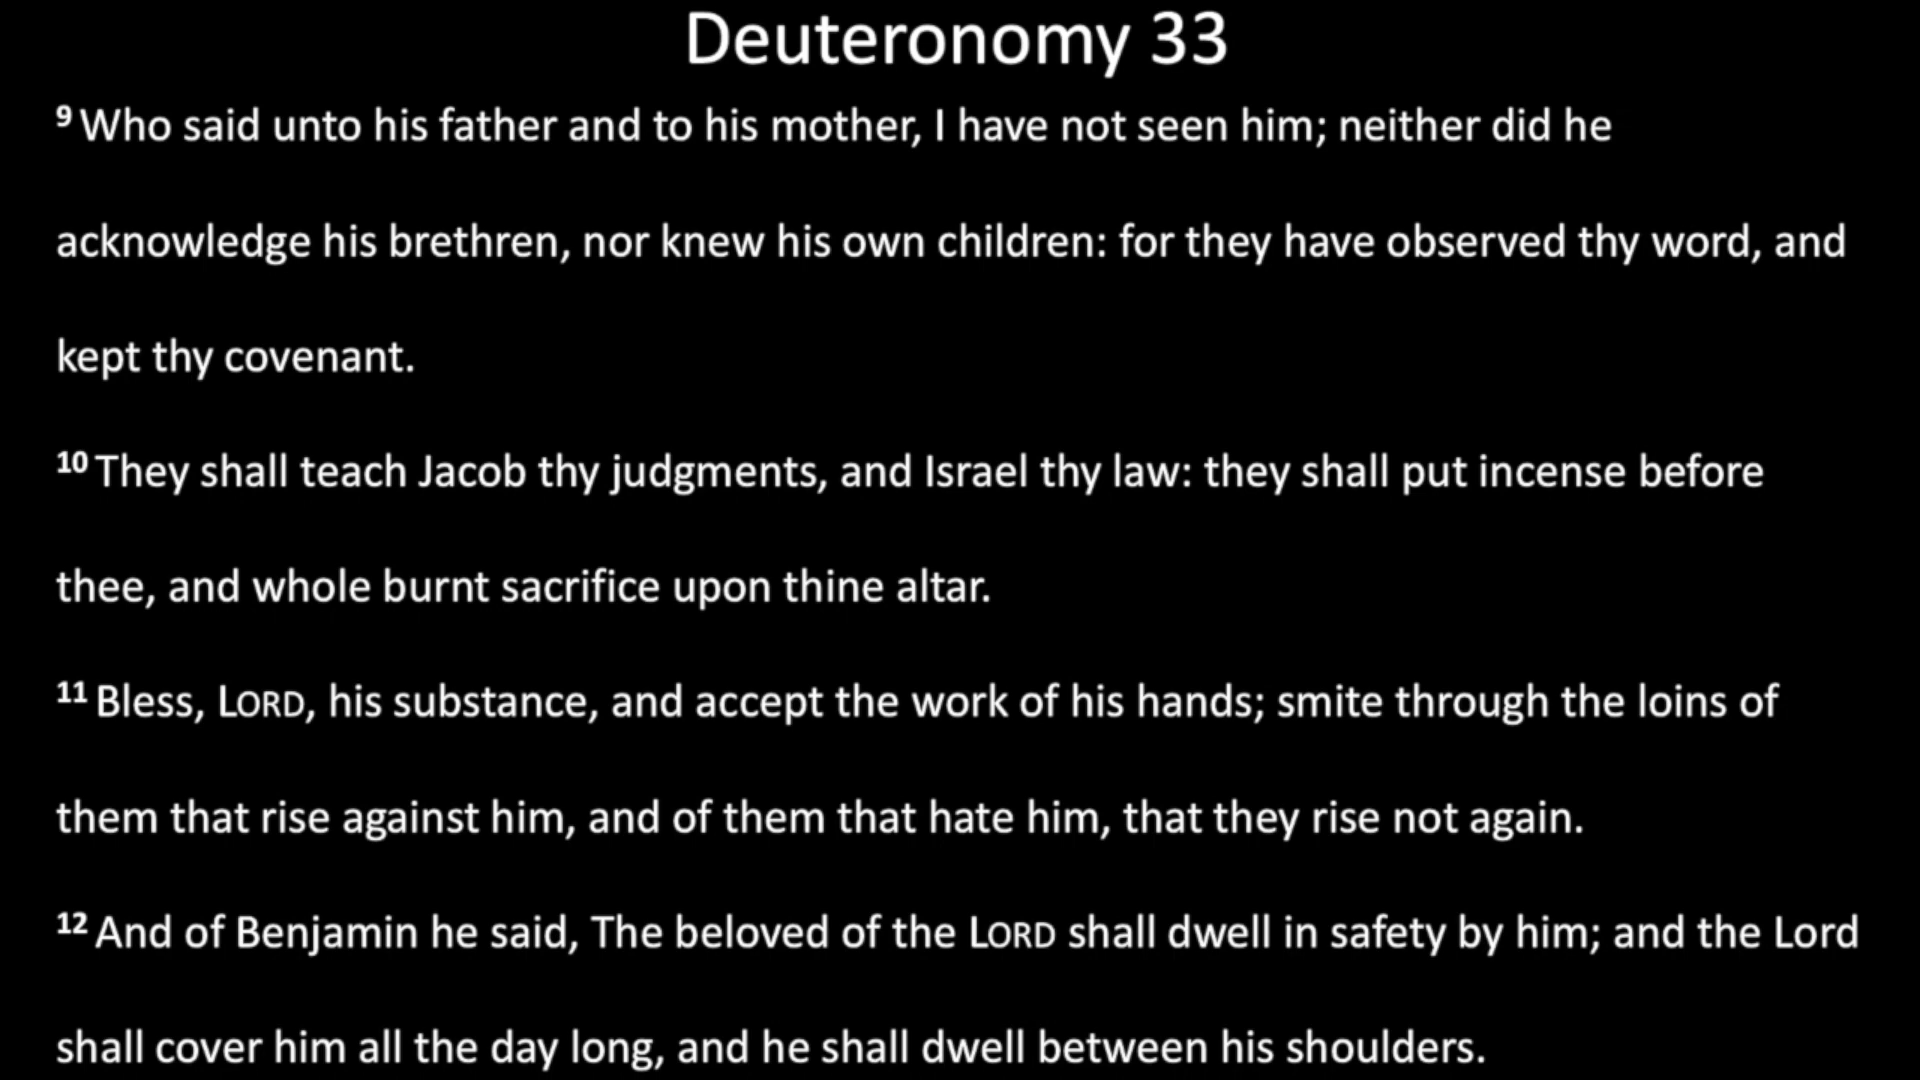 Deuteronomy 33
9 Who said unto his father and to his mother, I have not seen him; neither did he
acknowledge his brethren, nor knew his own children: for they have observed thy word, and
kept thy covenant.
10 They shall teach Jacob thy judgments, and Israel thy law: they shall put incense before
thee, and whole burnt sacrifice upon thine altar.
11 Bless, LORD, his substance, and accept the work of his hands; smite through the loins of
them that rise against him, and of them that hate him, that they rise not again.
12 And of Benjamin he said, The beloved of the LORD shall dwell in safety by him; and the Lord
shall cover him all the day long, and he shall dwell between his shoulders.